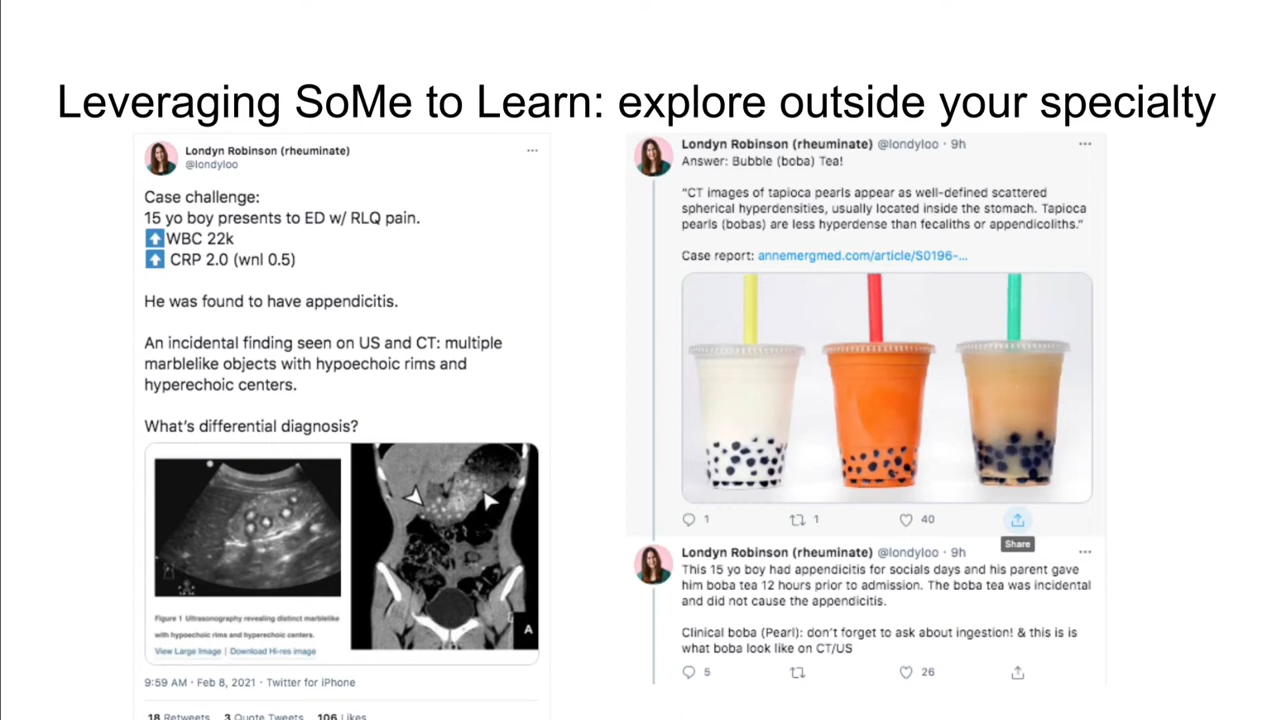 Leveraging SoMe to Learn: explore outside your specialty
Londyn Robinson (rheuminate)
@londyloo
Case challenge:
15 yo boy presents to ED w/ RLQ pain.
⬆️WBC 22k
⬆️ CRP 2.0 (wnl 0.5)
He was found to have appendicitis.
An incidental finding seen on US and CT: multiple
marblelike objects with hypoechoic rims and
hyperechoic centers.
What's differential diagnosis?
A
Figure 1 Ultrasonography revealing distinct marblelike
with hypoechoic rims and hyperechoic centers.
View Large Image | Download Hi-res image
9:59 AM · Feb 8, 2021 · Twitter for iPhone
18 Retweets 3 Quote Tweets 106 Likes
Londyn Robinson (rheuminate) @londyloo · 9h
Answer: Bubble (boba) Tea!
"CT images of tapioca pearls appear as well-defined scattered
spherical hyperdensities, usually located inside the stomach. Tapioca
pearls (bobas) are less hyperdense than fecaliths or appendicoliths."
Case report: annemergmed.com/article/S0196-...
1 1 40
Share
Londyn Robinson (rheuminate) @londyloo · 9h
This 15 yo boy had appendicitis for socials days and his parent gave
him boba tea 12 hours prior to admission. The boba tea was incidental
and did not cause the appendicitis.
Clinical boba (Pearl): don't forget to ask about ingestion! & this is is
what boba look like on CT/US
5 26